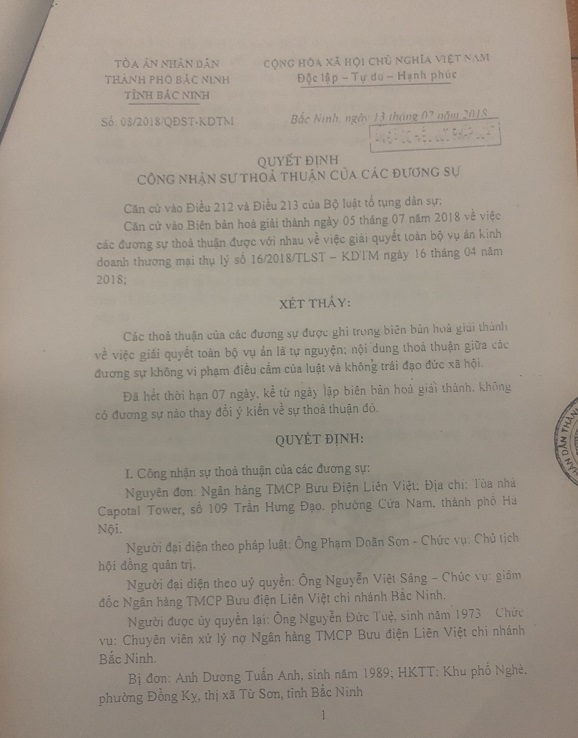 TÒA ÁN NHÂN DÂN
THÀNH PHỐ BẮC NINH
TỈNH BẮC NINH
Số: 08/2018/QĐST-KDTM
CỘNG HÒA XÃ HỘI CHỦ NGHĨA VIỆT NAM
Độc lập – Tự do – Hạnh phúc
Bắc Ninh, ngày 13 tháng 07 năm 2018
QUYẾT ĐỊNH
CÔNG NHẬN SỰ THOẢ THUẬN CỦA CÁC ĐƯƠNG SỰ
Căn cứ vào Điều 212 và Điều 213 của Bộ luật tố tụng dân sự;
Căn cứ vào Biên bản hoà giải thành ngày 05 tháng 07 năm 2018 về việc
các đương sự thoả thuận được với nhau về việc giải quyết toàn bộ vụ án kinh
doanh thương mại thụ lý số 16/2018/TLST – KDTM ngày 16 tháng 04 năm
2018;
XÉT THẤY:
Các thoả thuận của các đương sự được ghi trong biên bản hoà giải thành
về việc giải quyết toàn bộ vụ án là tự nguyện; nội dung thoả thuận giữa các
đương sự không vi phạm điều cấm của luật và không trái đạo đức xã hội.
Đã hết thời hạn 07 ngày, kể từ ngày lập biên bản hoà giải thành, không
có đương sự nào thay đổi ý kiến về sự thoả thuận đó.
QUYẾT ĐỊNH:
1. Công nhận sự thoả thuận của các đương sự:
Nguyên đơn: Ngân hàng TMCP Bưu Điện Liên Việt; Địa chỉ: Tòa nhà
Capotal Tower, số 109 Trần Hưng Đạo, phường Cửa Nam, thành phố Hà
Nội.
Người đại diện theo pháp luật: Ông Phạm Doãn Sơn - Chức vụ: Chủ tịch
hội đồng quản trị.
Người đại diện theo uỷ quyền: Ông Nguyễn Việt Sáng – Chức vụ: giám
đốc Ngân hàng TMCP Bưu điện Liên Việt chi nhánh Bắc Ninh.
Người được ủy quyền lại: Ông Nguyễn Đức Tuệ, sinh năm 1973 Chức
vụ: Chuyên viên xử lý nợ Ngân hàng TMCP Bưu điện Liên Việt chi nhánh
Bắc Ninh.
Bị đơn: Anh Dương Tuấn Anh, sinh năm 1989; HKTT: Khu phố Nghè,
phường Đồng Kỵ, thị xã Từ Sơn, tỉnh Bắc Ninh
1